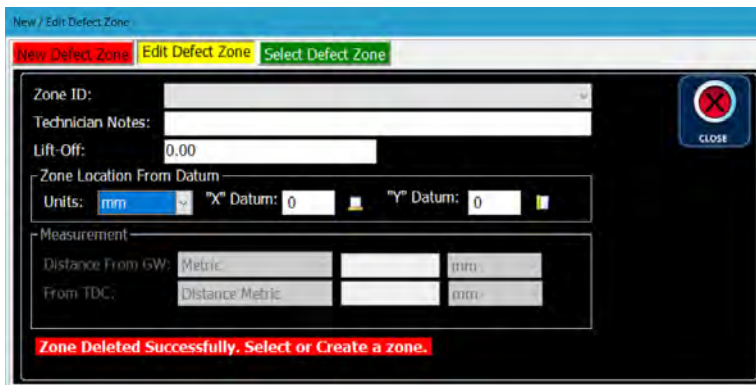 New / Edit Defect Zone
New Defect Zone Edit Defect Zone Select Defect Zone
Zone ID:
Technician Notes:
CLOSE
Lift-Off: 0.00
Zone Location From Datum
Units: mm "X" Datum: 0 "Y" Datum: 0
Measurement
Distance From GW: Metric mm
From TDC: Distance Metric mm
Zone Deleted Successfully. Select or Create a zone.